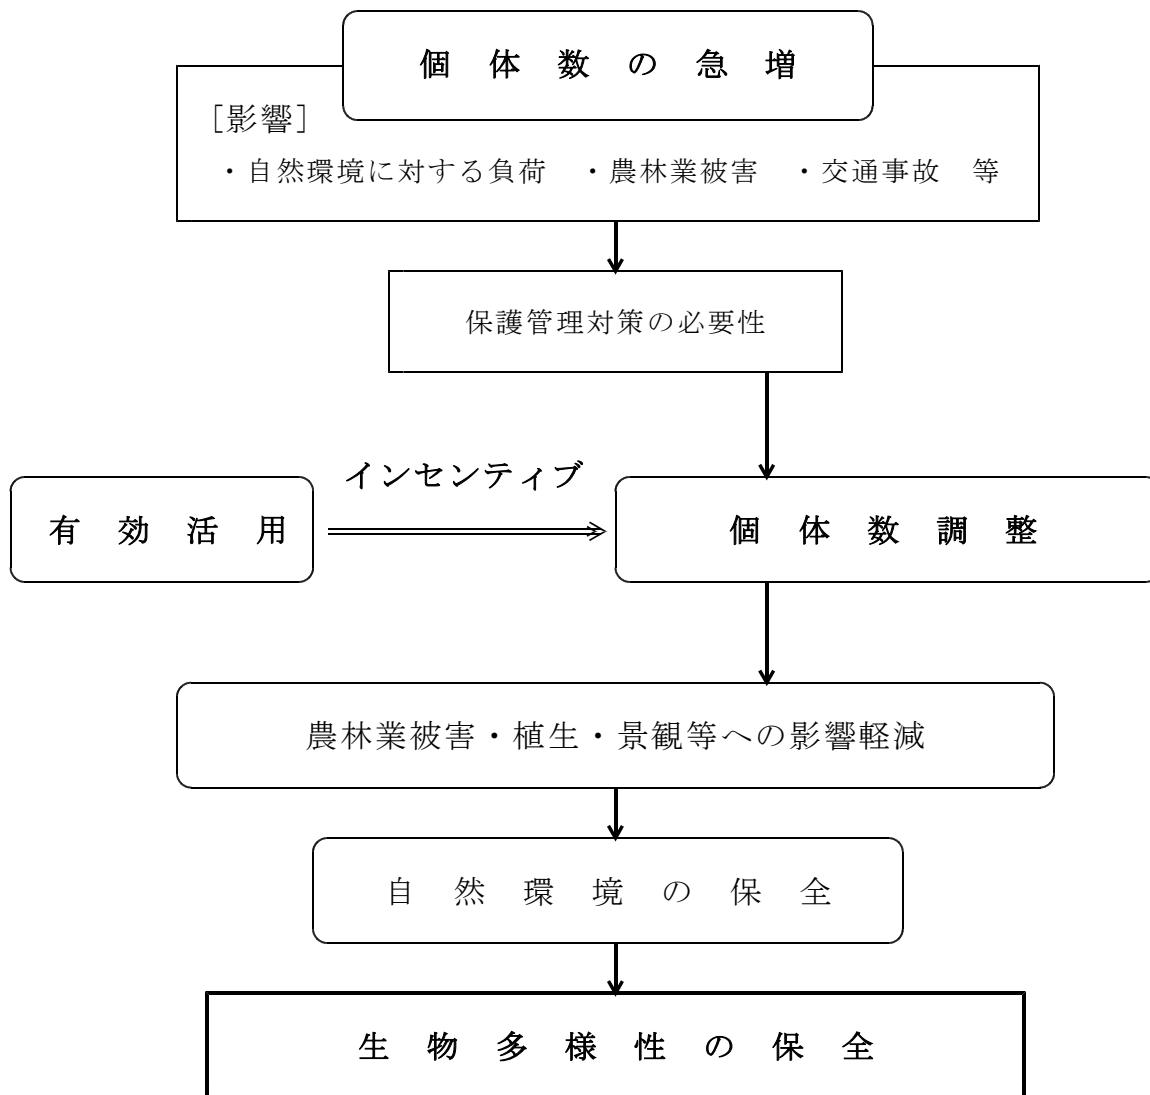 個体数の急増
［影響］
・自然環境に対する負荷　・農林業被害　・交通事故　等
保護管理対策の必要性
インセンティブ
有効活用
個体数調整
農林業被害・植生・景観等への影響軽減
自然環境の保全
生物多様性の保全